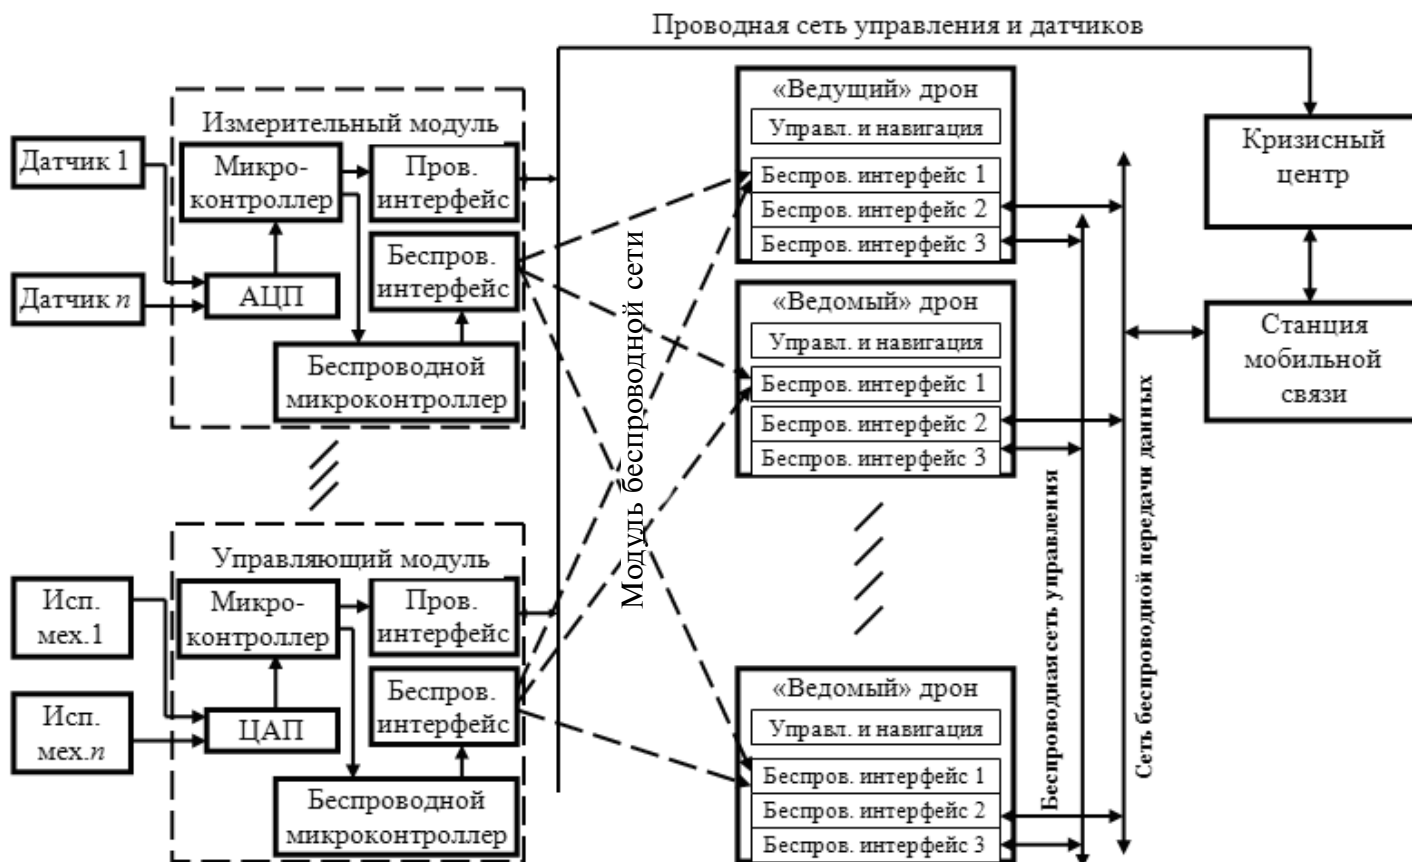 Проводная сеть управления и датчиков
Измерительный модуль
Датчик 1
Датчик n
Микро-
контроллер
Пров.
интерфейс
Беспров.
интерфейс
АЦП
Беспроводной
микроконтроллер
Управляющий модуль
Исп.
мех.1
Исп.
мех.n
Микро-
контроллер
Пров.
интерфейс
Беспров.
интерфейс
ЦАП
Беспроводной
микроконтроллер
Модуль беспроводной сети
«Ведущий» дрон
Управл. и навигация
Беспров. интерфейс 1
Беспров. интерфейс 2
Беспров. интерфейс 3
«Ведомый» дрон
Управл. и навигация
Беспров. интерфейс 1
Беспров. интерфейс 2
Беспров. интерфейс 3
«Ведомый» дрон
Управл. и навигация
Беспров. интерфейс 1
Беспров. интерфейс 2
Беспров. интерфейс 3
Беспроводная сеть управления
Сеть беспроводной передачи данных
Кризисный
центр
Станция
мобильной
связи